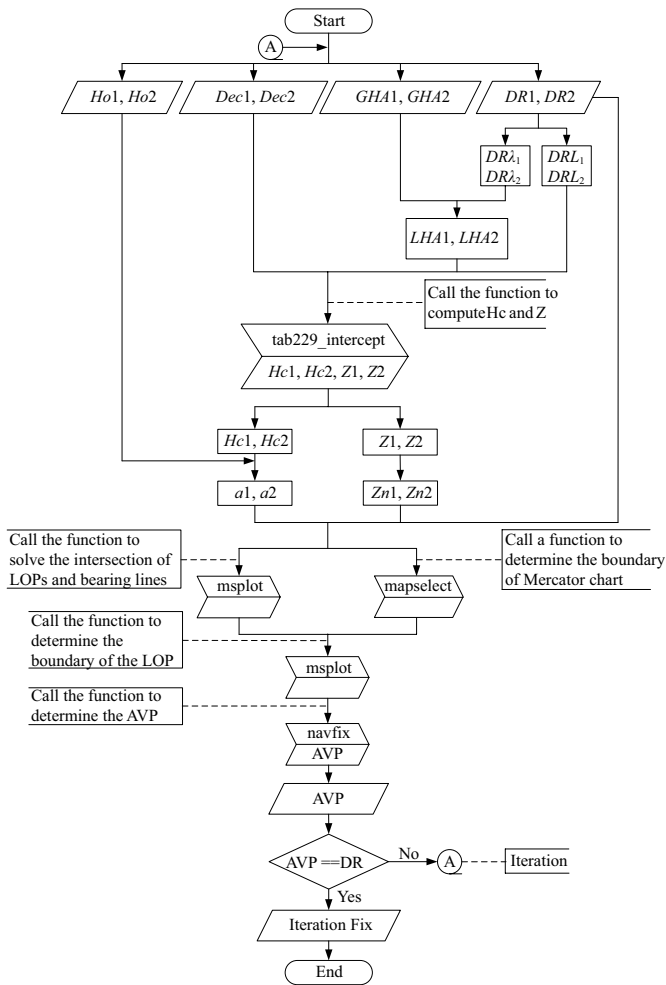 Start
A
Ho1, Ho2
Dec1, Dec2
GHA1, GHA2
DR1, DR2
DRλ1
DRλ2
DRL1
DRL2
LHA1, LHA2
Call the function to
computeHc and Z
tab229_intercept
Hc1, Hc2, Z1, Z2
Hc1, Hc2
Z1, Z2
a1, a2
Zn1, Zn2
Call the function to
solve the intersection of
LOPs and bearing lines
Call a function to
determine the boundary
of Mercator chart
msplot
mapselect
Call the function to
determine the
boundary of the LOP
msplot
Call the function to
determine the AVP
navfix
AVP
AVP
AVP ==DR
No
A
Iteration
Yes
Iteration Fix
End